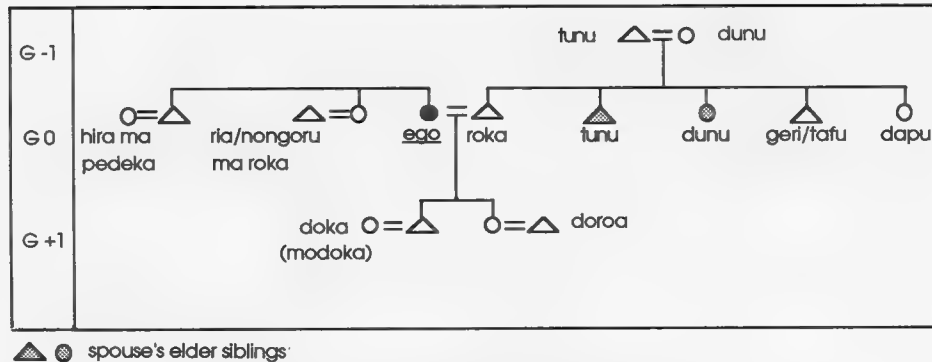 G -1
tunu dunu
G 0
hira ma pedeka
ria/nongoru ma roka
ego
roka
tunu
dunu
geri/tafu
dapu
G +1
doka (modoka)
doroa
spouse's elder siblings